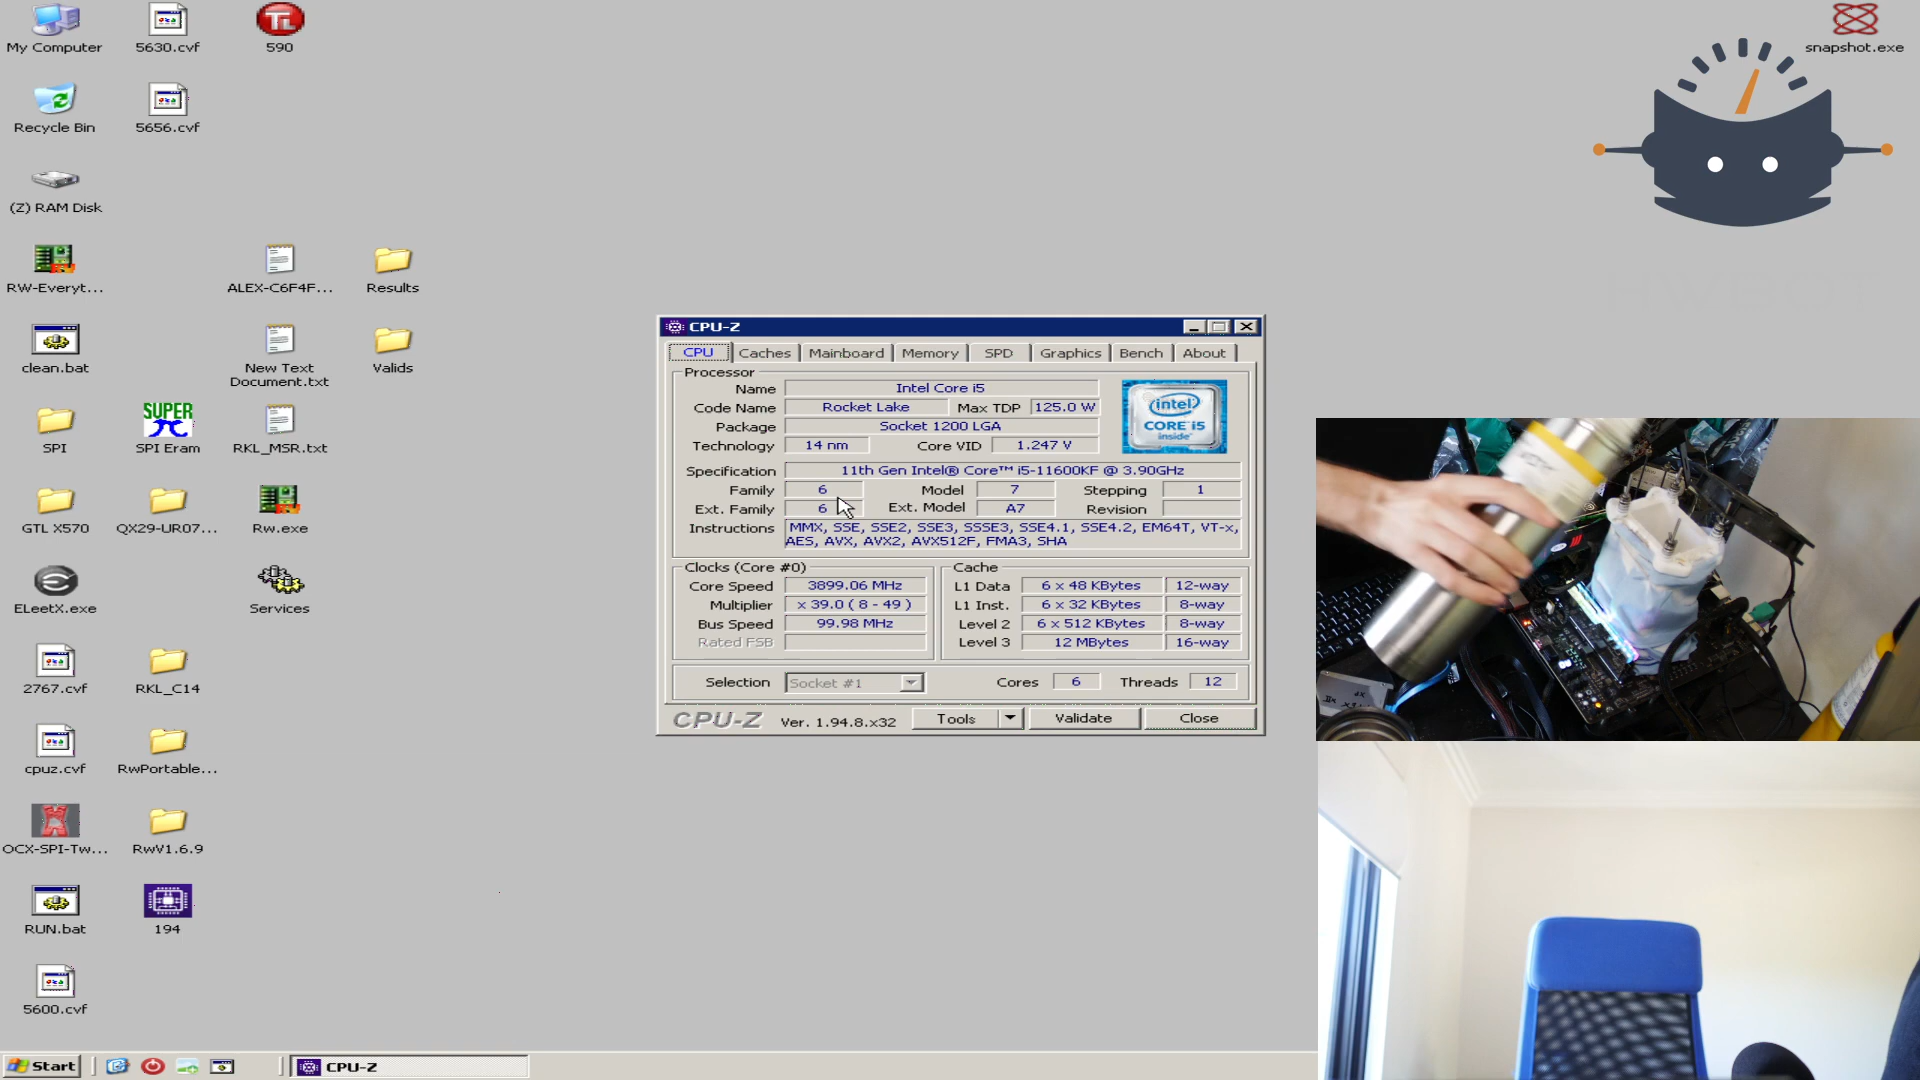 My Computer
5630.cvf
590
snapshot.exe
Recycle Bin
5656.cvf
(Z) RAM Disk
RW-Everyt...
ALEX-C6F4F...
Results
clean.bat
New Text
Document.txt
Valids
SUPER
SPI
SPI Eram
RKL_MSR.txt
GTL X570
QX29-UR07...
Rw.exe
ELeetX.exe
Services
2767.cvf
RKL_C14
cpuz.cvf
RwPortable...
OCX-SPI-Tw...
RwV1.6.9
RUN.bat
194
5600.cvf
CPU-Z
CPU Caches Mainboard Memory SPD Graphics Bench About
Processor
Name Intel Core i5
Code Name Rocket Lake Max TDP 125.0 W
Package Socket 1200 LGA
Technology 14 nm Core VID 1.247 V
intel
CORE i5
inside
Specification 11th Gen Intel® Core™ i5-11600KF @ 3.90GHz
Family 6 Model 7 Stepping 1
Ext. Family 6 Ext. Model A7 Revision
Instructions MMX, SSE, SSE2, SSE3, SSSE3, SSE4.1, SSE4.2, EM64T, VT-x,
AES, AVX, AVX2, AVX512F, FMA3, SHA
Clocks (Core #0)
Core Speed 3899.06 MHz
Multiplier x 39.0 ( 8 - 49 )
Bus Speed 99.98 MHz
Rated FSB
Cache
L1 Data 6 x 48 KBytes 12-way
L1 Inst. 6 x 32 KBytes 8-way
Level 2 6 x 512 KBytes 8-way
Level 3 12 MBytes 16-way
Selection Socket #1 Cores 6 Threads 12
CPU-Z Ver. 1.94.8.x32 Tools Validate Close
Start CPU-Z